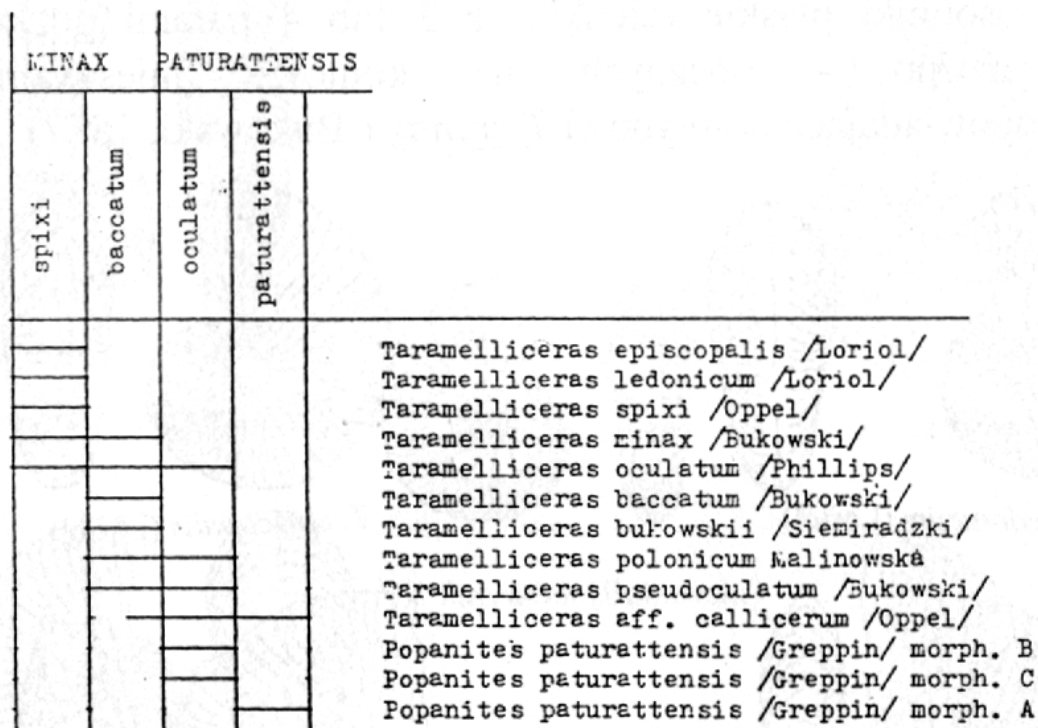 MINAX PATURATTENSIS
spixi
baccatum
oculatum
paturattensis
Taramelliceras episcopalis /Loriol/
Taramelliceras ledonicum /Loriol/
Taramelliceras spixi /Oppel/
Taramelliceras minax /Bukowski/
Taramelliceras oculatum /Phillips/
Taramelliceras baccatum /Bukowski/
Taramelliceras bukowskii /Siemiradzki/
Taramelliceras polonicum Malinowska
Taramelliceras pseudoculatum /Bukowski/
Taramelliceras aff. callicerum /Oppel/
Popanites paturattensis /Greppin/ morph. B
Popanites paturattensis /Greppin/ morph. C
Popanites paturattensis /Greppin/ morph. A